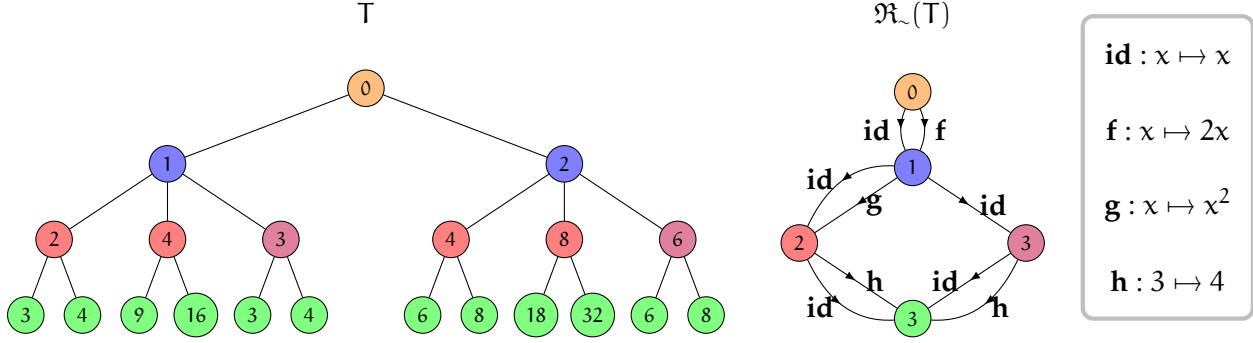 T
0
1 2
2 4 3 4 8 6
3 4 9 16 3 4 6 8 18 32 6 8
ℜ∼(T)
0
id f
1
id g id
2 3
id h id h
3
id : x ↦ x
f : x ↦ 2x
g : x ↦ x²
h : 3 ↦ 4